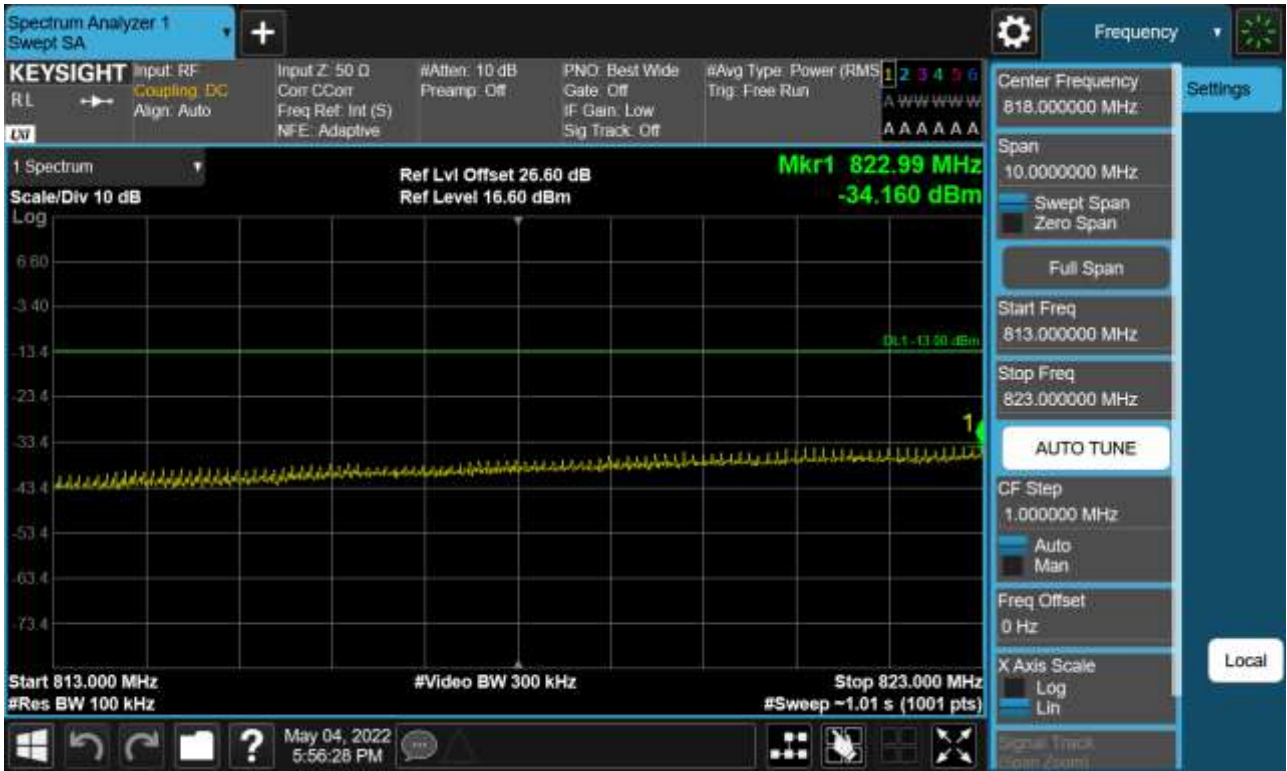 Spectrum Analyzer 1
Swept SA
+
Frequency
KEYSIGHT
RL
LXI
Input: RF
Coupling: DC
Align: Auto
Input Z: 50 Ω
Corr CCorr
Freq Ref: Int (S)
NFE: Adaptive
#Atten: 10 dB
Preamp: Off
PNO: Best Wide
Gate: Off
IF Gain: Low
Sig Track: Off
#Avg Type: Power (RMS
Trig: Free Run
1 2 3 4 5 6
A W W W W W
A A A A A A
1 Spectrum
Scale/Div 10 dB
Ref Lvl Offset 26.60 dB
Ref Level 16.60 dBm
Mkr1 822.99 MHz
-34.160 dBm
Log
6.60
-3.40
-13.4
DL1 -13.00 dBm
-23.4
1
-33.4
-43.4
-53.4
-63.4
-73.4
Start 813.000 MHz
#Video BW 300 kHz
Stop 823.000 MHz
#Res BW 100 kHz
#Sweep ~1.01 s (1001 pts)
?
May 04, 2022
5:56:28 PM
Center Frequency
818.000000 MHz
Settings
Span
10.0000000 MHz
Swept Span
Zero Span
Full Span
Start Freq
813.000000 MHz
Stop Freq
823.000000 MHz
AUTO TUNE
CF Step
1.000000 MHz
Auto
Man
Freq Offset
0 Hz
X Axis Scale
Log
Lin
Local
Signal Track
(Span Zoom)